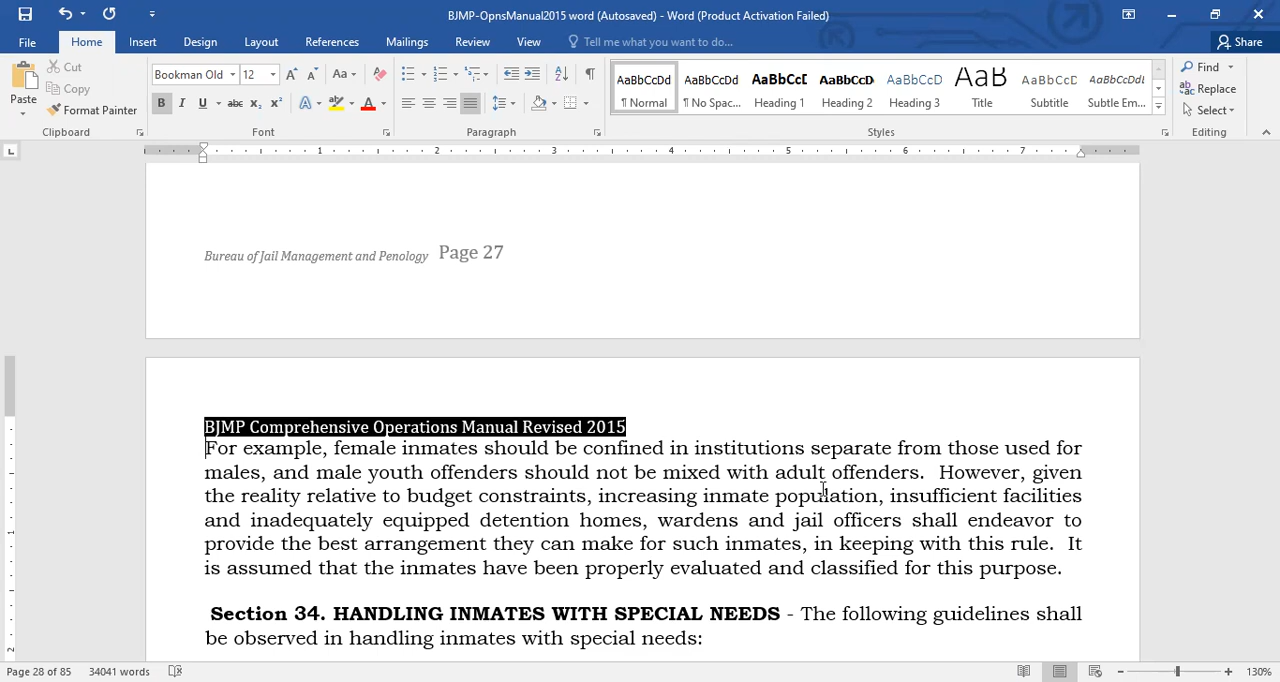 BJMP-OpnsManual2015 word (Autosaved) - Word (Product Activation Failed)
File Home Insert Design Layout References Mailings Review View Tell me what you want to do... Share
Paste
Cut
Copy
Format Painter
Clipboard
Bookman Old 12
Font
Paragraph
AaBbCcDd AaBbCcDd AaBbCcD
¶ Normal ¶ No Spac... Heading 1 Heading 2 Heading 3 Title Subtitle Subtle Em...
Styles
Find
Replace
Select
Editing
1 2 3 4 5 6 7
Bureau of Jail Management and Penology Page 27
BJMP Comprehensive Operations Manual Revised 2015
For example, female inmates should be confined in institutions separate from those used for
males, and male youth offenders should not be mixed with adult offenders. However, given
the reality relative to budget constraints, increasing inmate population, insufficient facilities
and inadequately equipped detention homes, wardens and jail officers shall endeavor to
provide the best arrangement they can make for such inmates, in keeping with this rule. It
is assumed that the inmates have been properly evaluated and classified for this purpose.
Section 34. HANDLING INMATES WITH SPECIAL NEEDS - The following guidelines shall
be observed in handling inmates with special needs:
Page 28 of 85 34041 words 130%